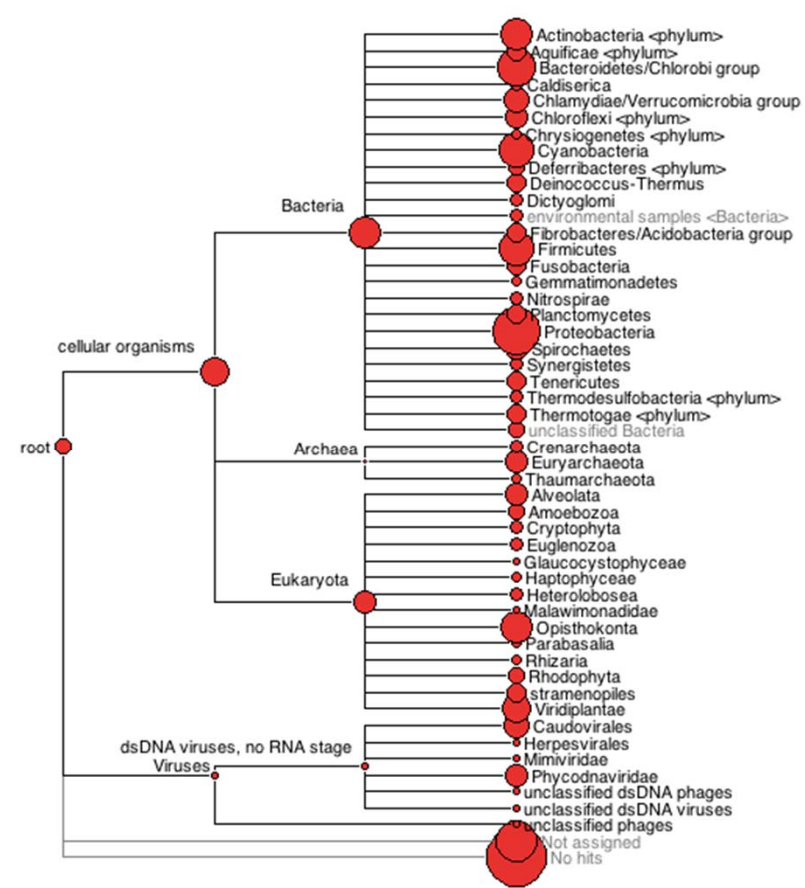 Actinobacteria <phylum>
Aquificae <phylum>
Bacteroidetes/Chlorobi group
Caldiserica
Chlamydiae/Verrucomicrobia group
Chloroflexi <phylum>
Chrysiogenetes <phylum>
Cyanobacteria
Deferribacteres <phylum>
Deinococcus-Thermus
Dictyoglomi
Bacteria
environmental samples <Bacteria>
Fibrobacteres/Acidobacteria group
Firmicutes
Fusobacteria
Gemmatimonadetes
Nitrospirae
Planctomycetes
Proteobacteria
cellular organisms
Spirochaetes
Synergistetes
Tenericutes
Thermodesulfobacteria <phylum>
Thermotogae <phylum>
unclassified Bacteria
root
Archaea
Crenarchaeota
Euryarchaeota
Thaumarchaeota
Alveolata
Amoebozoa
Cryptophyta
Euglenozoa
Glaucocystophyceae
Eukaryota
Haptophyceae
Heterolobosea
Malawimonadidae
Opisthokonta
Parabasalia
Rhizaria
Rhodophyta
stramenopiles
Viridiplantae
Caudovirales
dsDNA viruses, no RNA stage
Herpesvirales
Viruses
Mimiviridae
Phycodnaviridae
unclassified dsDNA phages
unclassified dsDNA viruses
unclassified phages
Not assigned
No hits